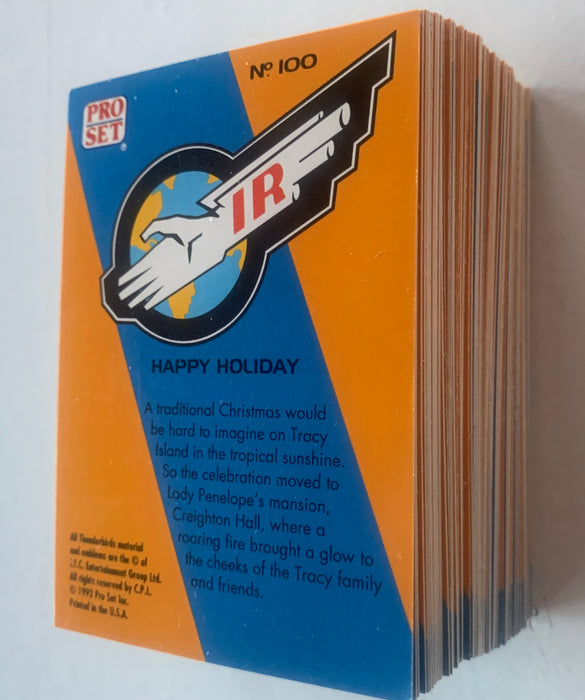 Nº 100
PRO
SET
®
IR
HAPPY HOLIDAY
A traditional Christmas would
be hard to imagine on Tracy
Island in the tropical sunshine.
So the celebration moved to
Lady Penelope's mansion,
Creighton Hall, where a
roaring fire brought a glow to
the cheeks of the Tracy family
and friends.
All Thunderbirds material
and emblems are the © of
I.T.C. Entertainment Group Ltd.
All rights reserved by C.P.L.
© 1992 Pro Set Inc.
Printed in the U.S.A.